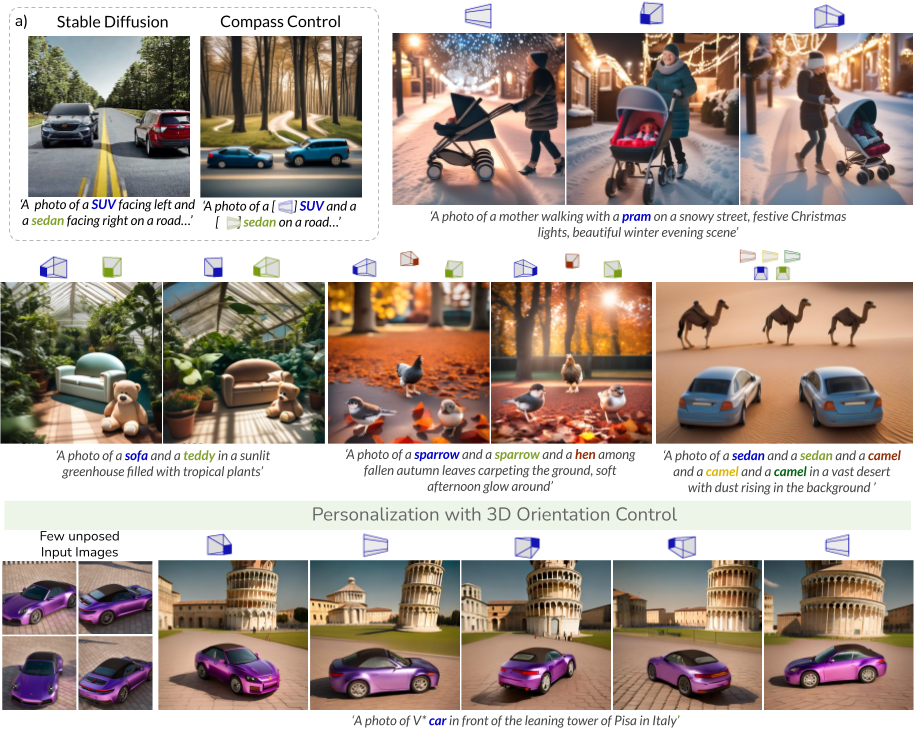 a)
Stable Diffusion
Compass Control
'A photo of a SUV facing left and
a sedan facing right on a road...'
'A photo of a [ ] SUV and a
[ ] sedan on a road...'
'A photo of a mother walking with a pram on a snowy street, festive Christmas
lights, beautiful winter evening scene'
'A photo of a sofa and a teddy in a sunlit
greenhouse filled with tropical plants'
'A photo of a sparrow and a sparrow and a hen among
fallen autumn leaves carpeting the ground, soft
afternoon glow around'
'A photo of a sedan and a sedan and a camel
and a camel and a camel in a vast desert
with dust rising in the background '
Personalization with 3D Orientation Control
Few unposed
Input Images
'A photo of V* car in front of the leaning tower of Pisa in Italy'